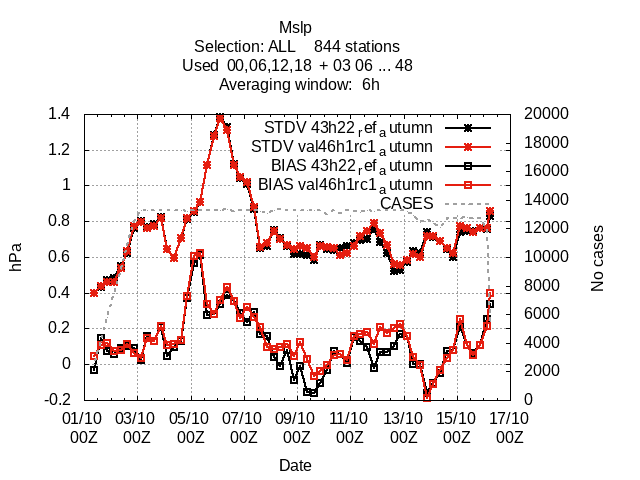 Mslp
Selection: ALL 844 stations
Used 00,06,12,18 + 03 06 ... 48
Averaging window: 6h
STDV 43h22_ref_autumn
STDV val46h1rc1_autumn
BIAS 43h22_ref_autumn
BIAS val46h1rc1_autumn
CASES
1.4
1.2
1
0.8
0.6
0.4
0.2
0
-0.2
hPa
20000
18000
16000
14000
12000
10000
8000
6000
4000
2000
0
No cases
01/10 03/10 05/10 07/10 09/10 11/10 13/10 15/10 17/10
00Z 00Z 00Z 00Z 00Z 00Z 00Z 00Z 00Z
Date